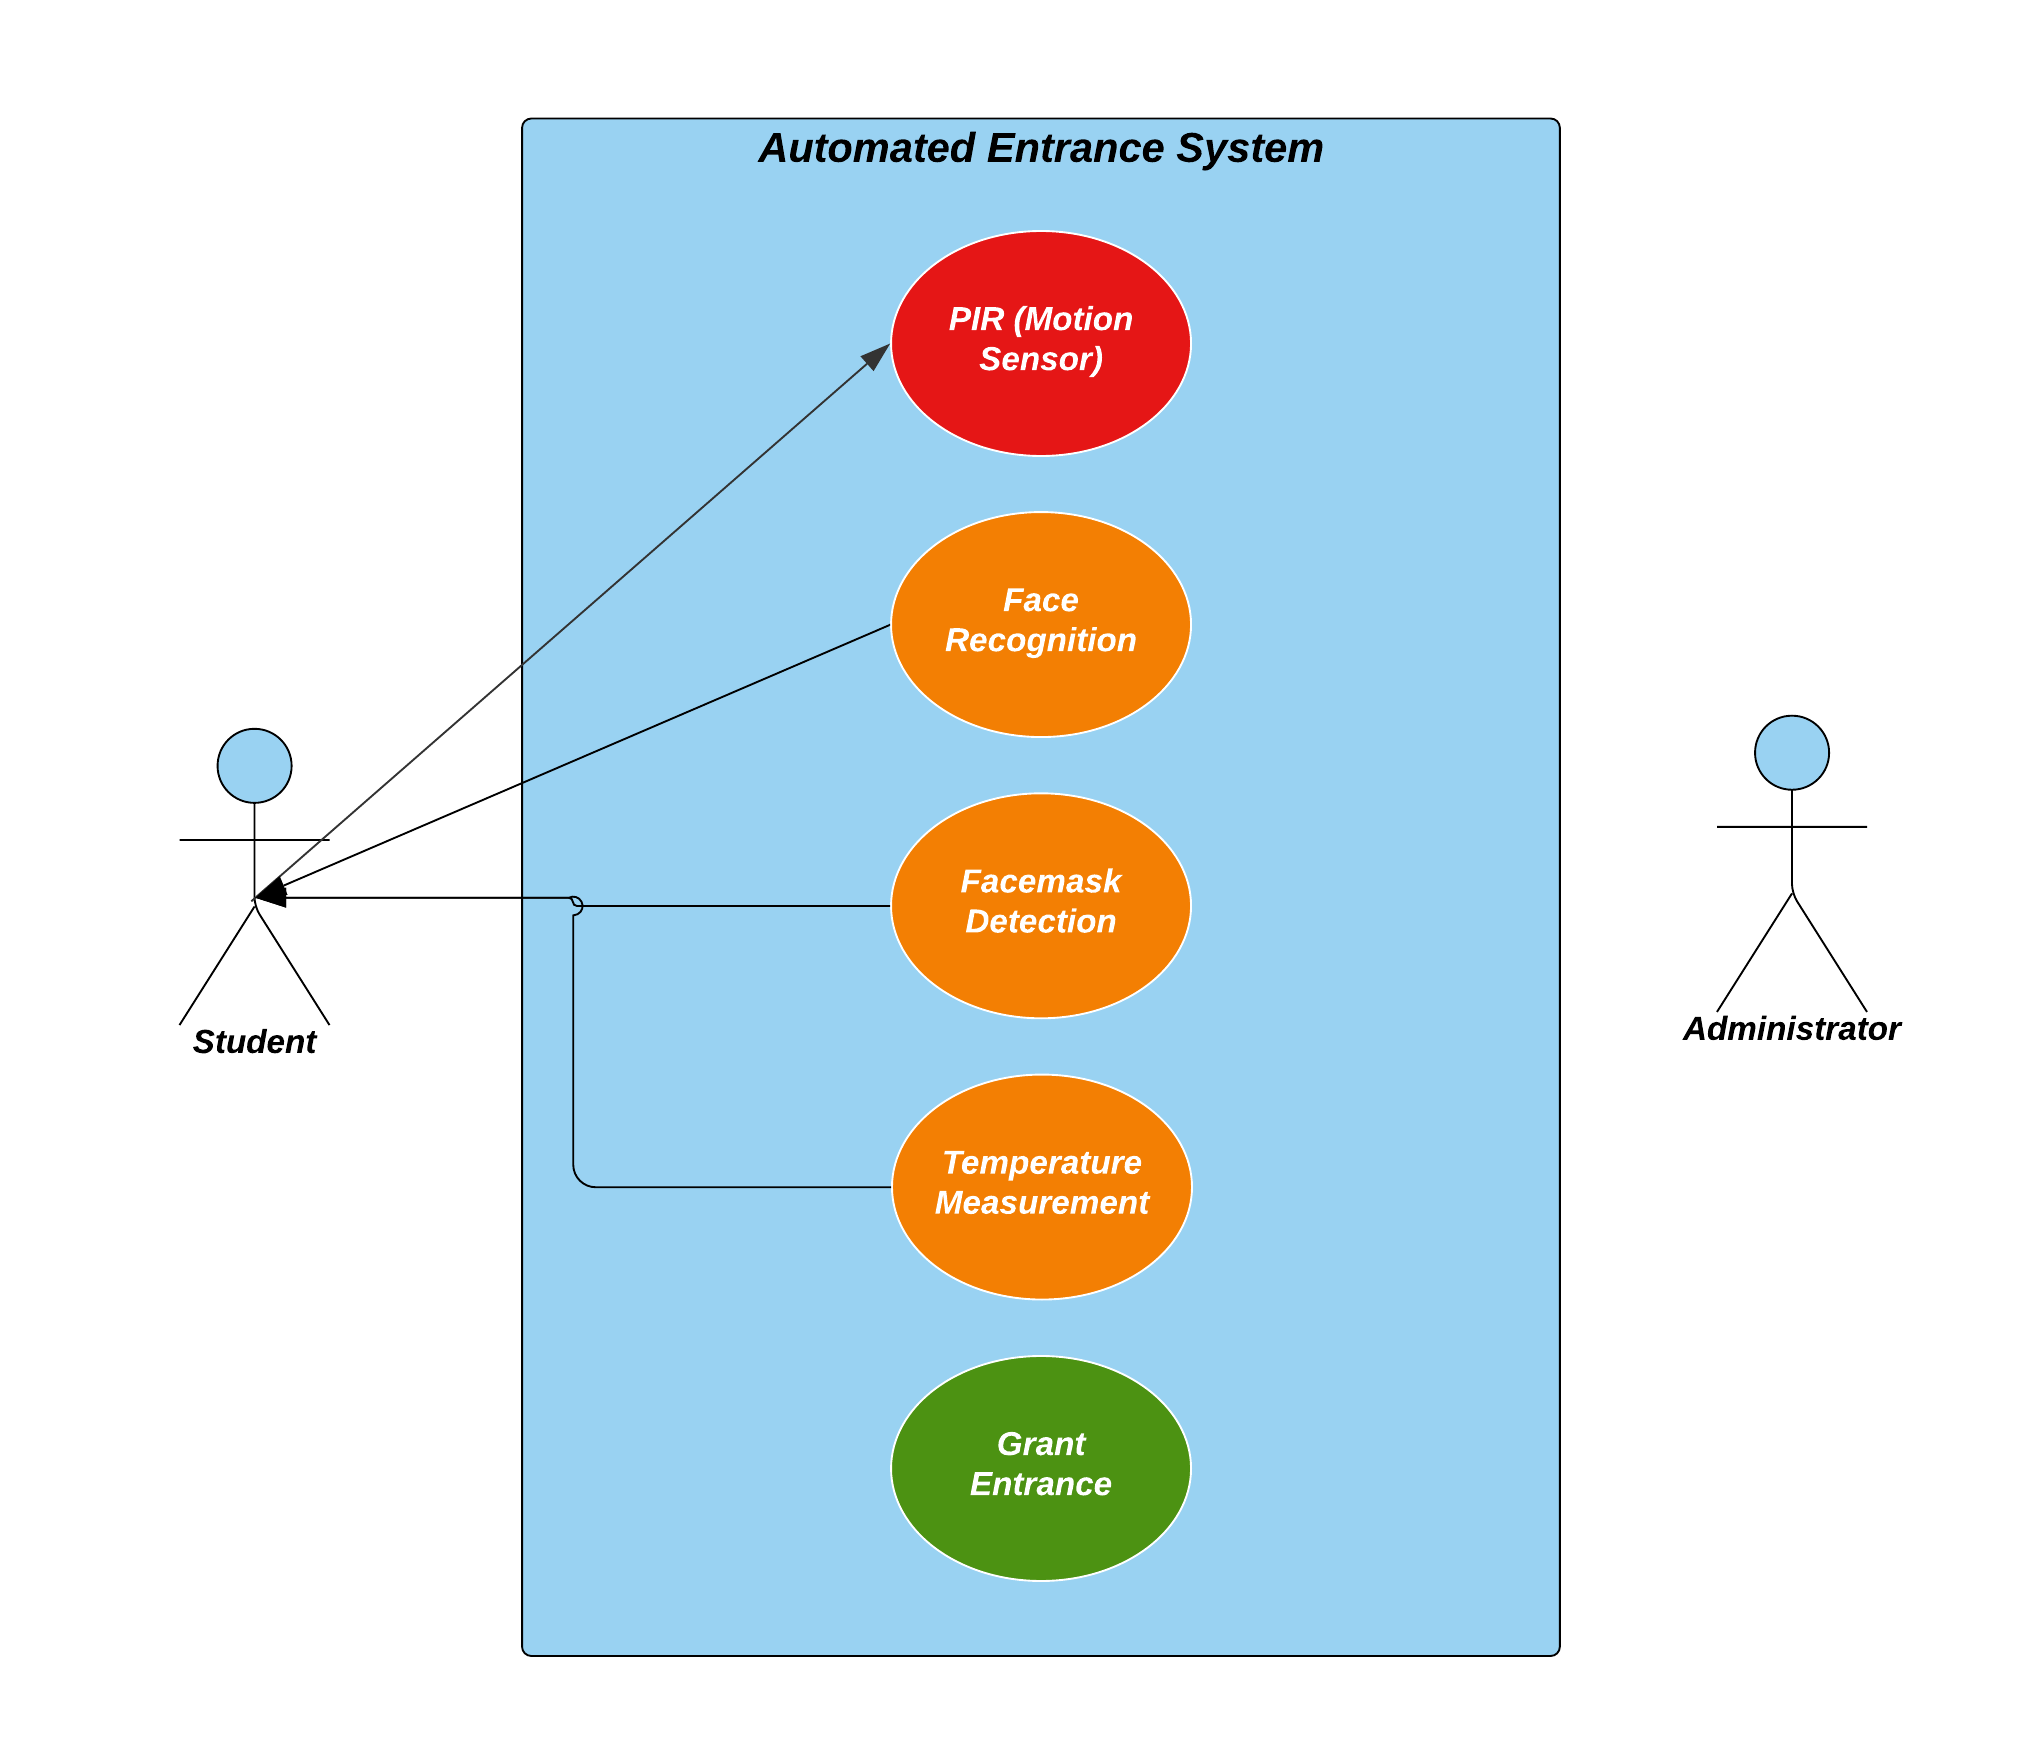 Automated Entrance System
PIR (Motion
Sensor)
Face
Recognition
Facemask
Detection
Temperature
Measurement
Grant
Entrance
Student
Administrator